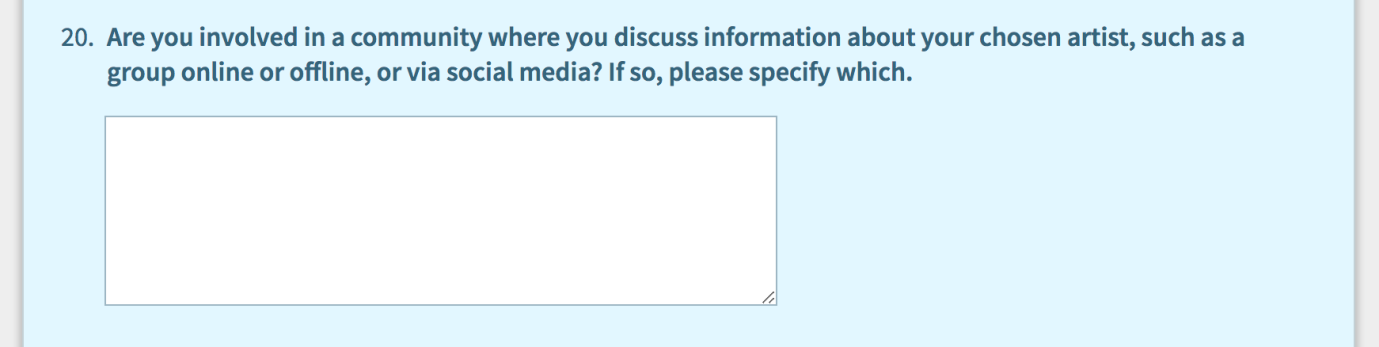 20. Are you involved in a community where you discuss information about your chosen artist, such as a
group online or offline, or via social media? If so, please specify which.